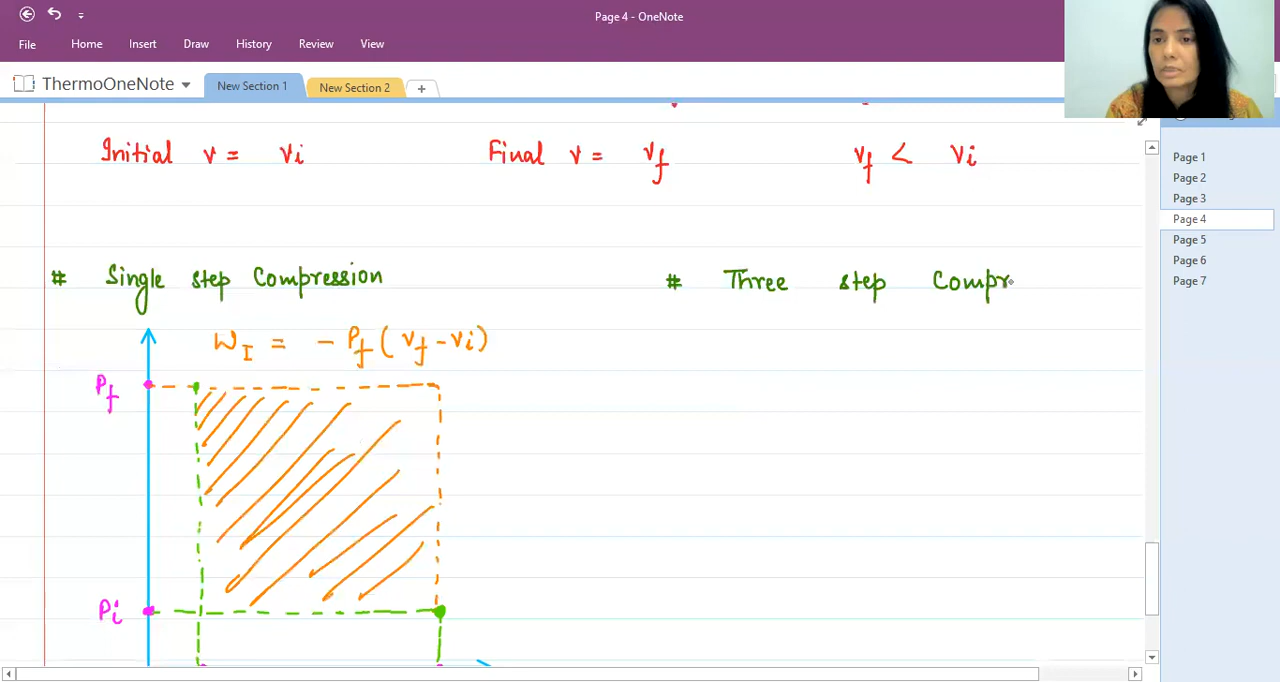 Page 4 - OneNote
File Home Insert Draw History Review View
ThermoOneNote New Section 1 New Section 2 +
Page 1
Page 2
Page 3
Page 4
Page 5
Page 6
Page 7
Initial v = vi Final v = vf vf < vi
# Single step Compression # Three step Compr
WI = - Pf ( vf - vi )
Pf
Pi